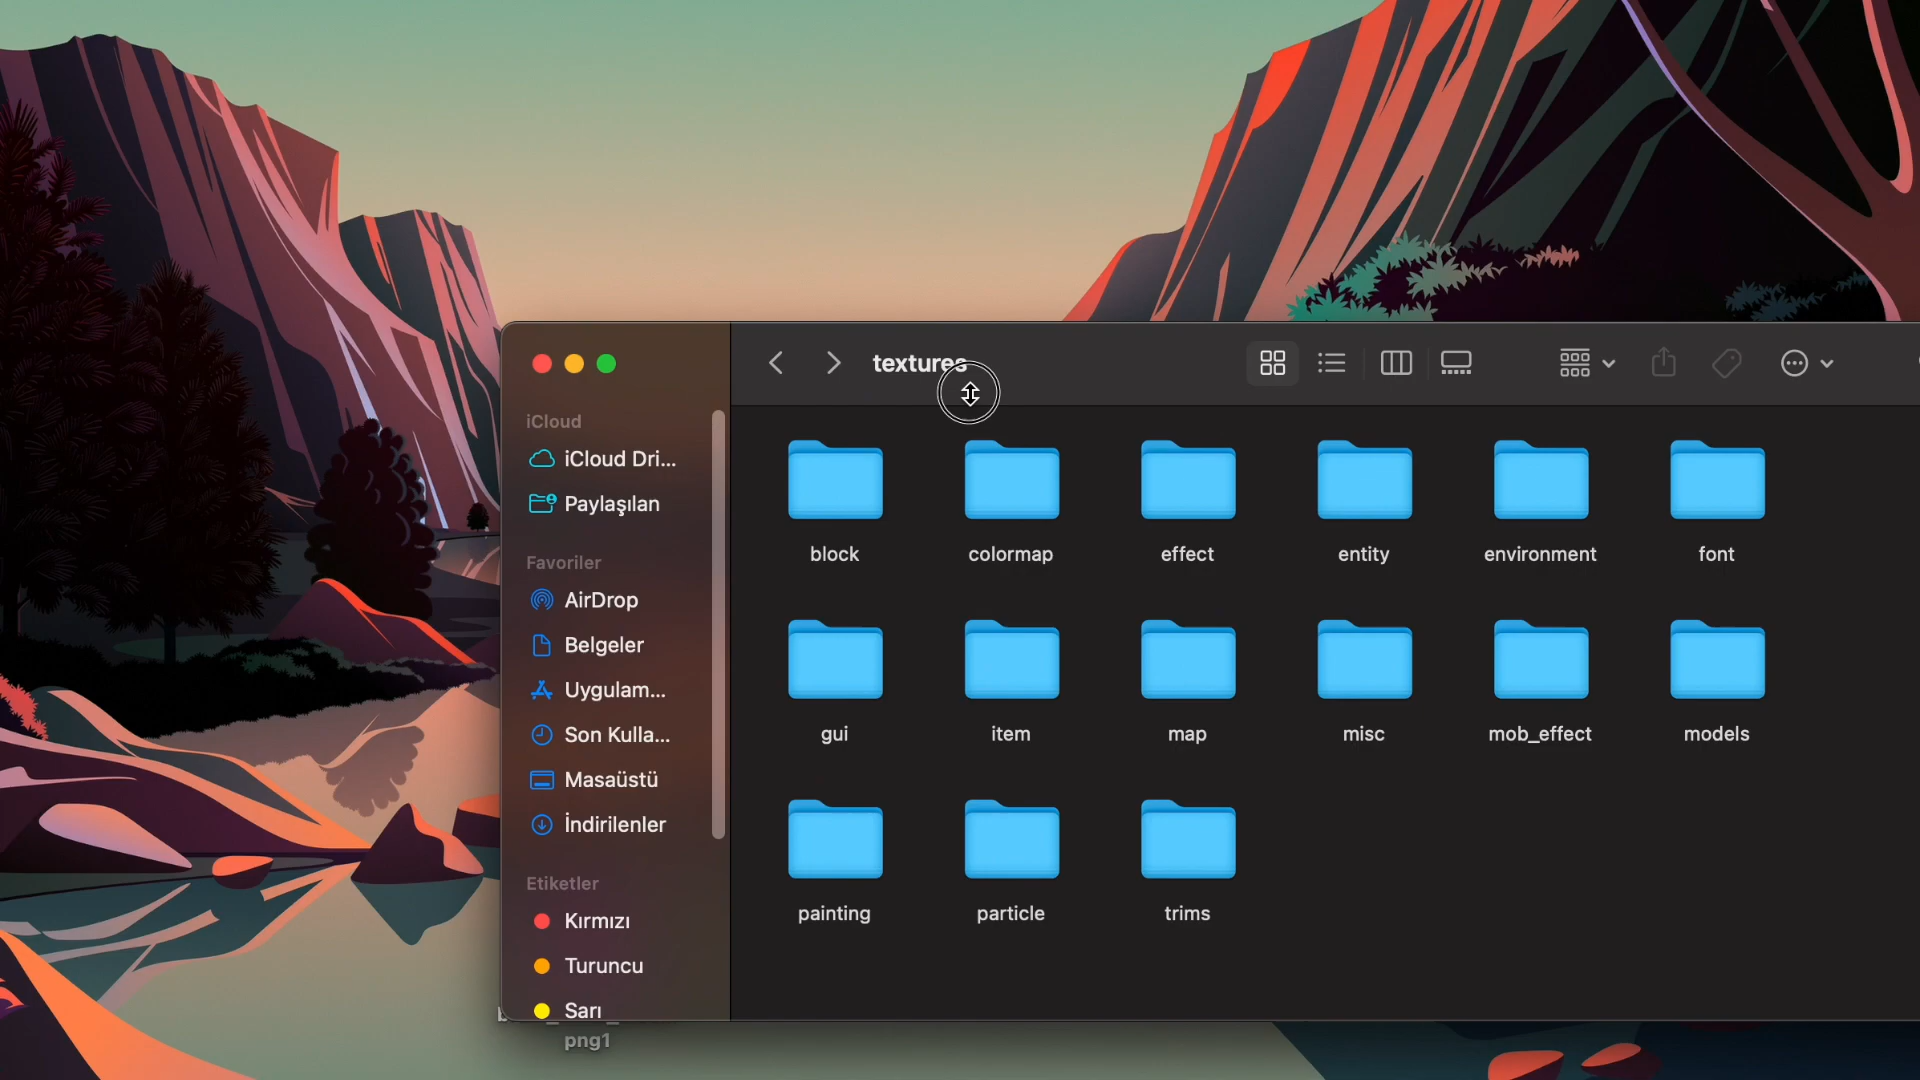 textures
iCloud
iCloud Dri...
Paylaşılan
Favoriler
AirDrop
Belgeler
Uygulam...
Son Kulla...
Masaüstü
İndirilenler
Etiketler
Kırmızı
Turuncu
Sarı
block colormap effect entity environment font
gui item map misc mob_effect models
painting particle trims
png1